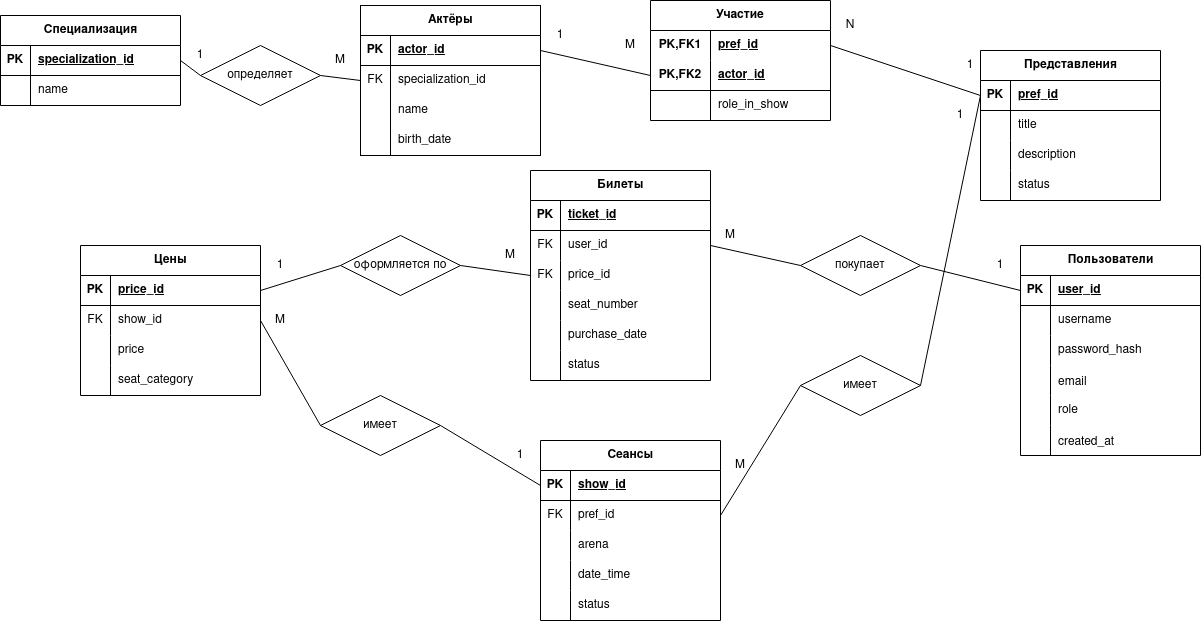 Специализация
PK specialization_id
name
1
определяет
M
Актёры
PK actor_id
FK specialization_id
name
birth_date
1
M
Участие
PK,FK1 pref_id
PK,FK2 actor_id
role_in_show
N
1
Представления
PK pref_id
title
description
status
1
Цены
PK price_id
FK show_id
price
seat_category
1
оформляется по
M
Билеты
PK ticket_id
FK user_id
FK price_id
seat_number
purchase_date
status
M
покупает
1
Пользователи
PK user_id
username
password_hash
email
role
created_at
M
имеет
1
Сеансы
PK show_id
FK pref_id
arena
date_time
status
M
имеет